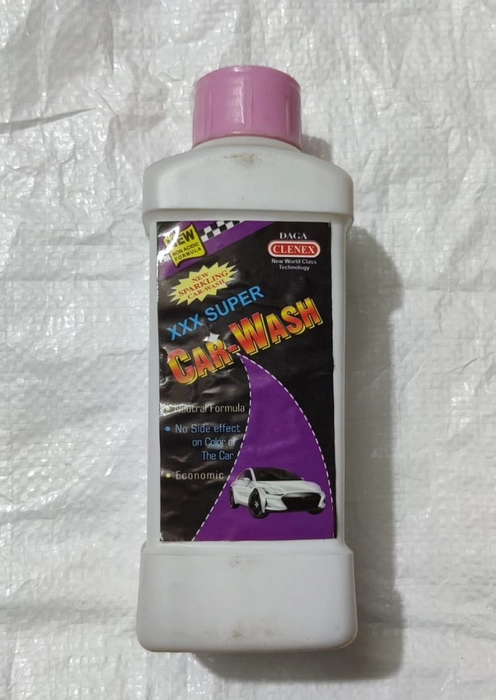 NEW
NON ACIDIC
FORMULA
DAGA
CLENEX
New World Class
Technology
NEW
SPARKLING
CAR-WASH
XXX SUPER
CAR-WASH
Neutral Formula
• No Side effect
on Color of
The Car
• Economic